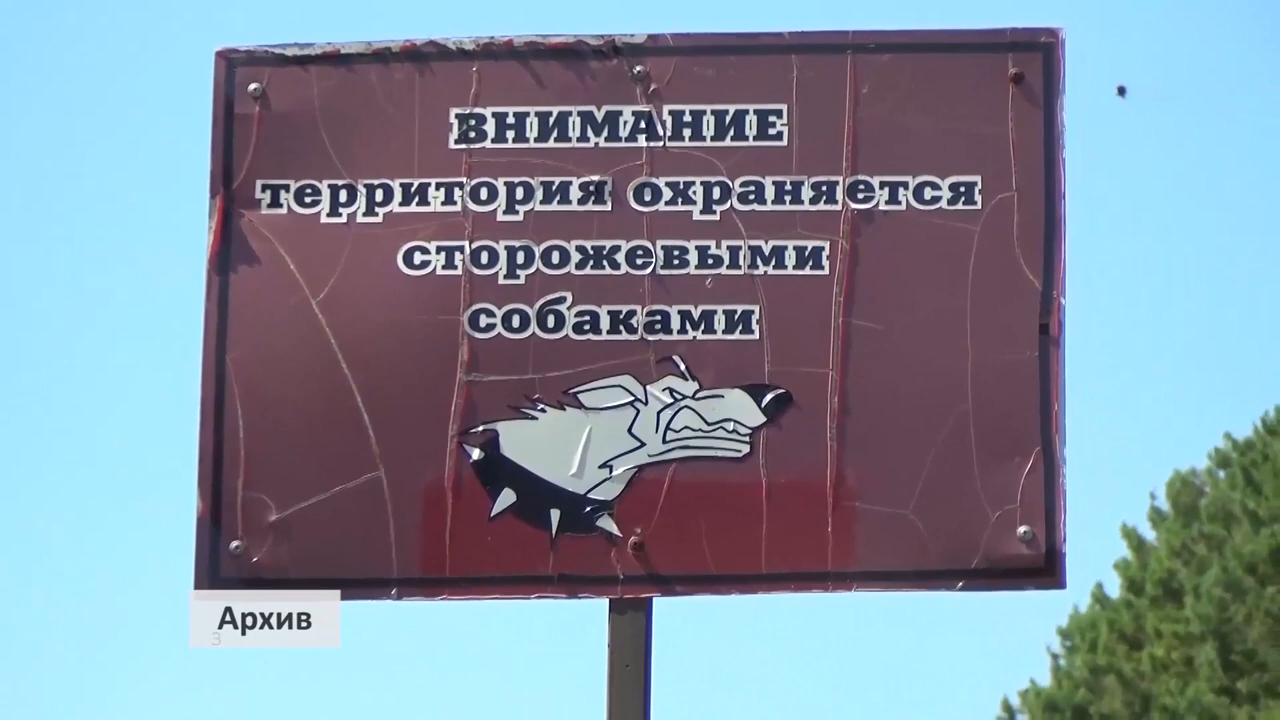 ВНИМАНИЕ
территория охраняется
сторожевыми
собаками
Архив
З